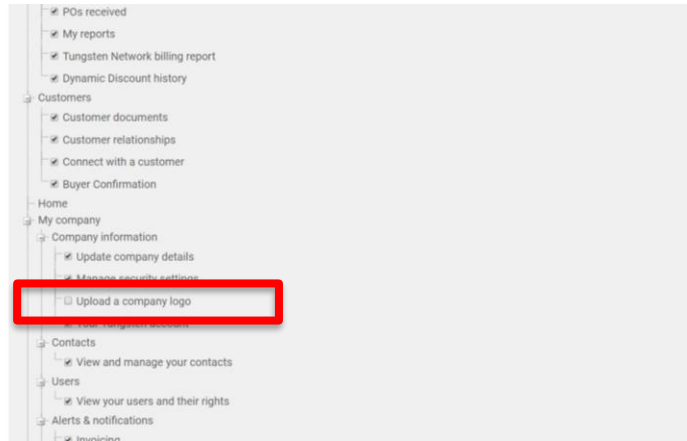 POs received
My reports
Tungsten Network billing report
Dynamic Discount history
Customers
Customer documents
Customer relationships
Connect with a customer
Buyer Confirmation
Home
My company
Company information
Update company details
Manage security settings
Upload a company logo
Your Tungsten account
Contacts
View and manage your contacts
Users
View your users and their rights
Alerts & notifications
Invoicing